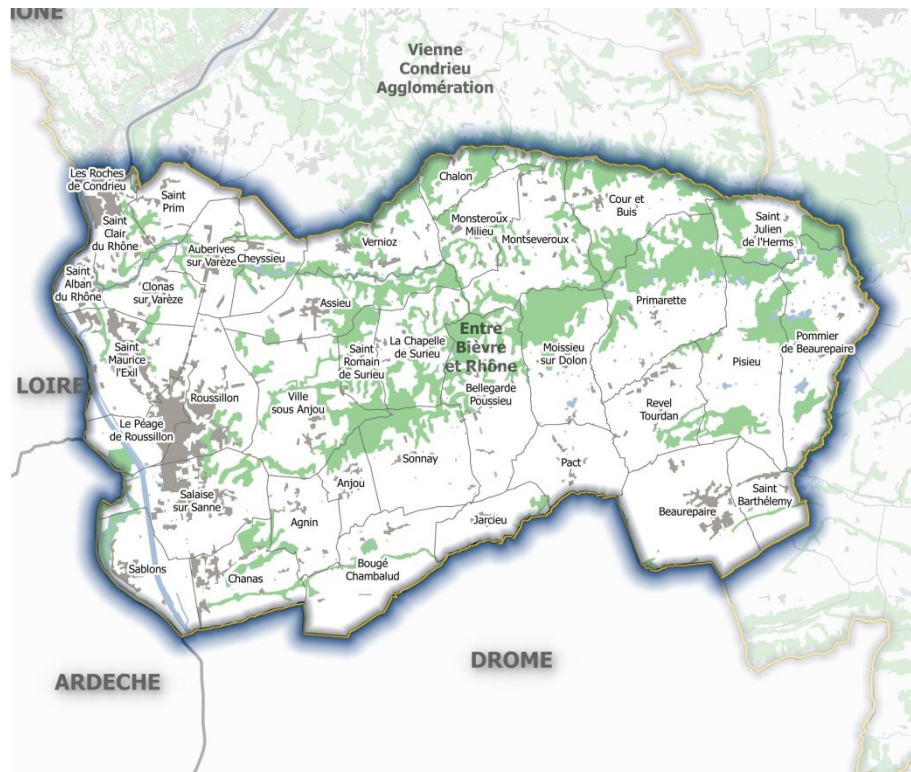 IONE
Vienne
Condrieu
Agglomération
Les Roches
de Condrieu
Saint
Prim
Chalon
Saint
Clair
du Rhône
Auberives
sur Varèze
Cheyssieu
Vernioz
Monsteroux
Milieu
Montseveroux
Cour et
Buis
Saint
Julien
de l'Herms
Saint
Alban
du Rhône
Clonas
sur Varèze
Assieu
Primarette
Saint
Maurice
l'Exil
Saint
Romain
de Surieu
La Chapelle
de Surieu
Entre
Bièvre
et Rhône
Moissieu
sur Dolon
Pisieu
Pommier
de Beaurepaire
LOIRE
Roussillon
Ville
sous Anjou
Bellegarde
Poussieu
Revel
Tourdan
Le Péage
de Roussillon
Sonnay
Pact
Salaise
sur Sanne
Agnin
Anjou
Jarcieu
Beaurepaire
Saint
Barthélemy
Sablons
Chanas
Bougé
Chambalud
ARDECHE
DROME